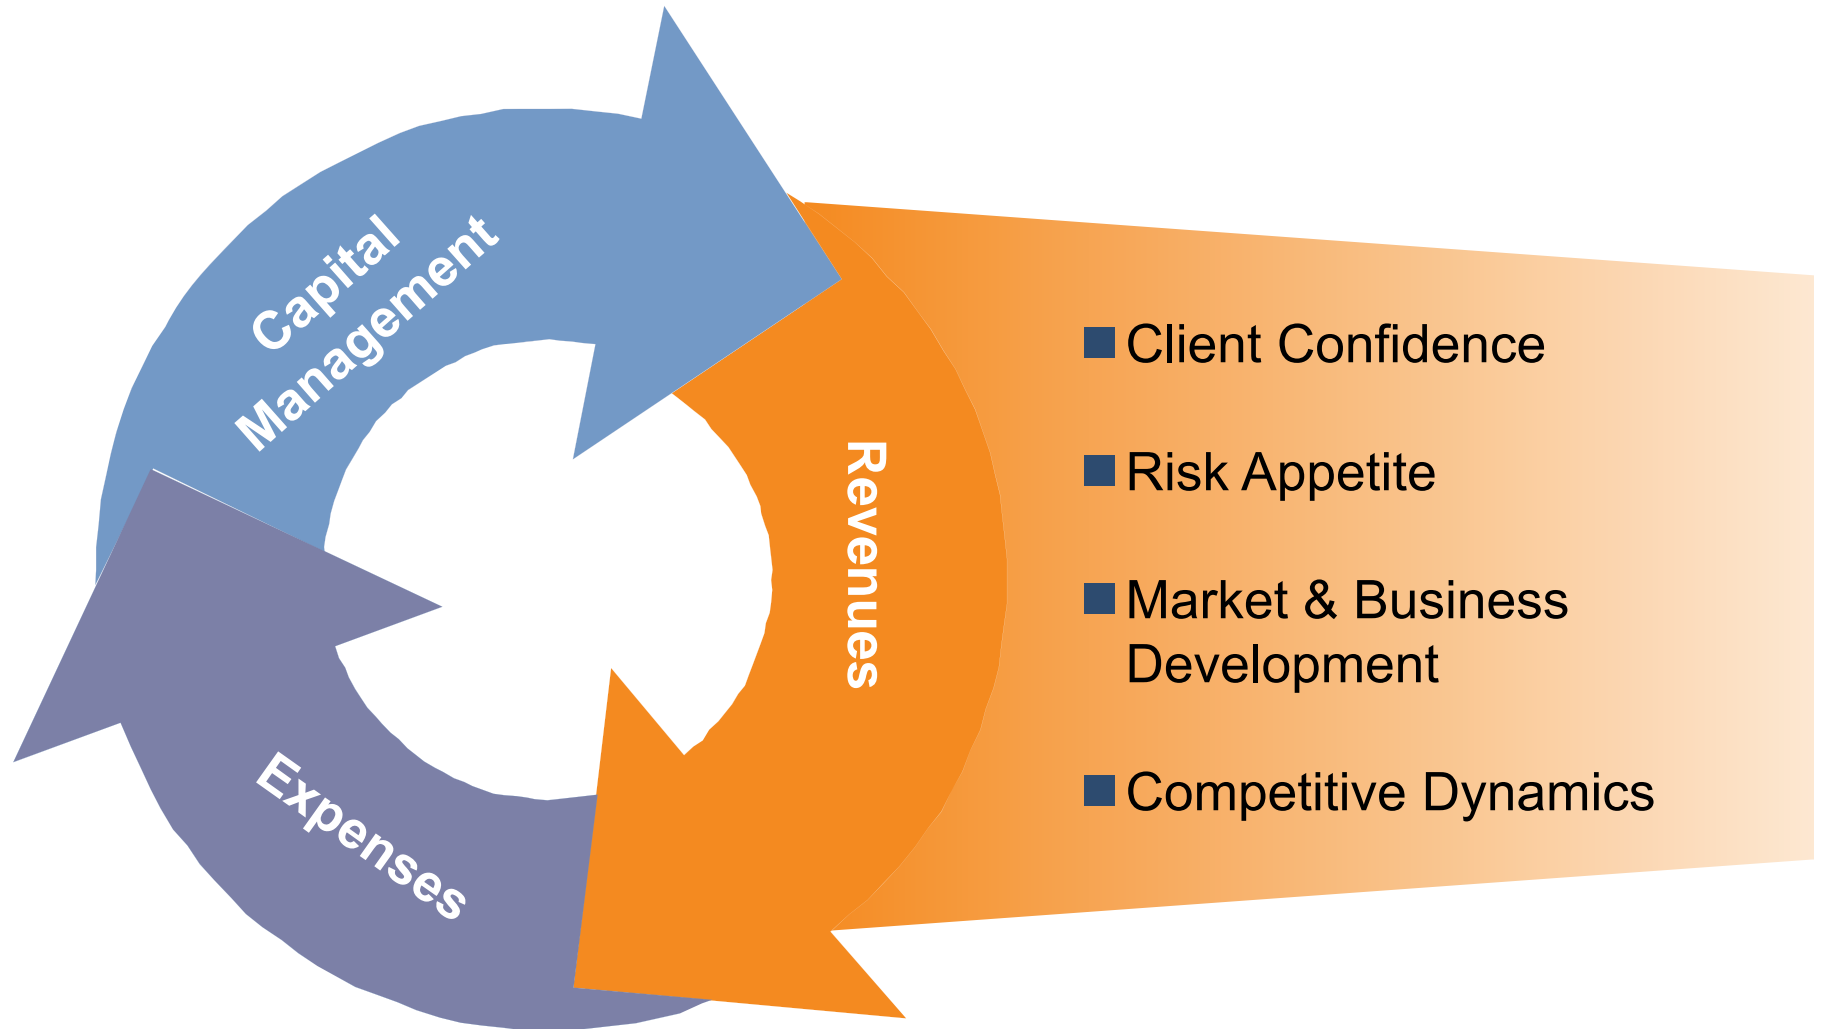 Capital
Management
Revenues
Expenses
Client Confidence
Risk Appetite
Market & Business
Development
Competitive Dynamics